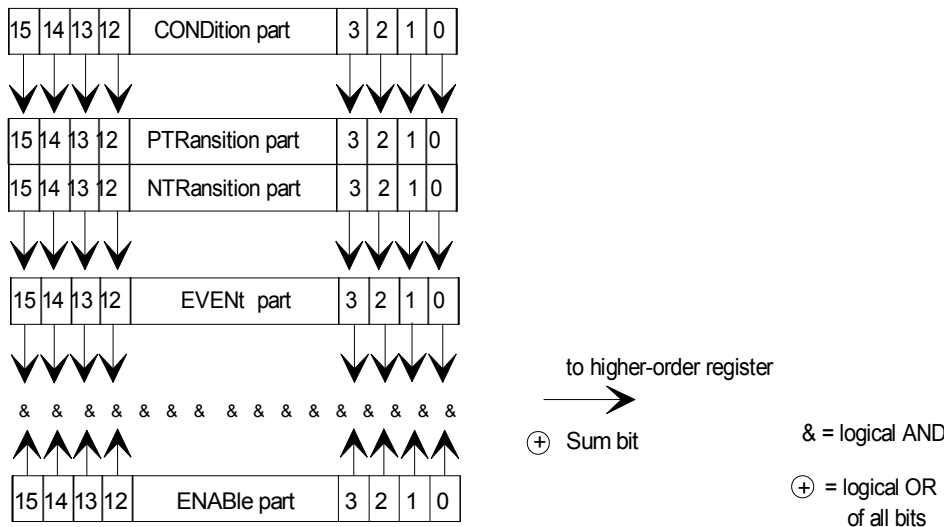 15 14 13 12 CONDition part 3 2 1 0
15 14 13 12 PTRansition part 3 2 1 0
15 14 13 12 NTRansition part 3 2 1 0
15 14 13 12 EVENt part 3 2 1 0
to higher-order register
& & & & & & & & & & & & & & & &
+ Sum bit
& = logical AND
15 14 13 12 ENABle part 3 2 1 0
+ = logical OR
of all bits